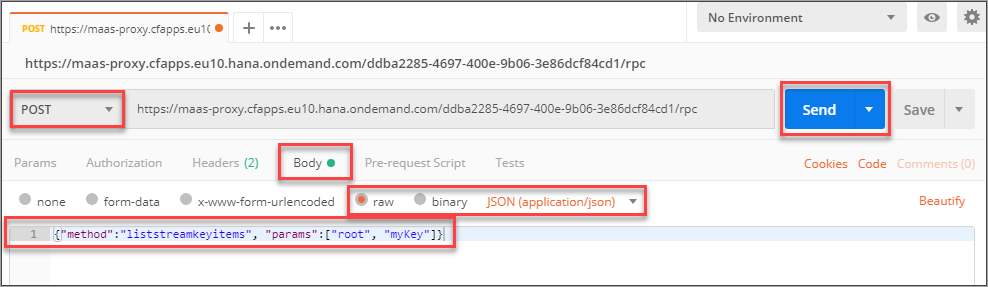 POST https://maas-proxy.cfapps.eu10 + ••• No Environment
https://maas-proxy.cfapps.eu10.hana.ondemand.com/ddba2285-4697-400e-9b06-3e86dcf84cd1/rpc
POST https://maas-proxy.cfapps.eu10.hana.ondemand.com/ddba2285-4697-400e-9b06-3e86dcf84cd1/rpc Send Save
Params Authorization Headers (2) Body Pre-request Script Tests Cookies Code Comments (0)
none form-data x-www-form-urlencoded raw binary JSON (application/json) Beautify
1 {"method":"liststreamkeyitems", "params":["root", "myKey"]}